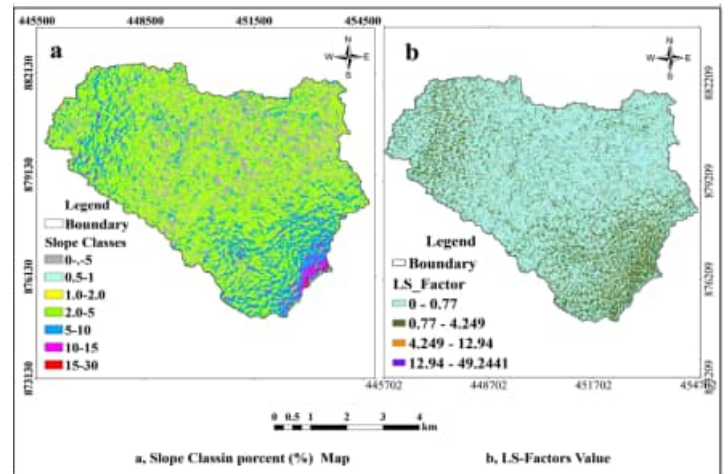 445500 448500 451500 454500
a
N
W E
S
882130
879130
876130
873130
Legend
Boundary
Slope Classes
0-.-5
0.5-1
1.0-2.0
2.0-5
5-10
10-15
15-30
b
N
W E
S
882209
879209
876209
Legend
Boundary
LS_Factor
0 - 0.77
0.77 - 4.249
4.249 - 12.94
12.94 - 49.2441
445702 448702 451702
0 0.5 1 2 3 4
km
a, Slope Classin porcent (%) Map
b, LS-Factors Value